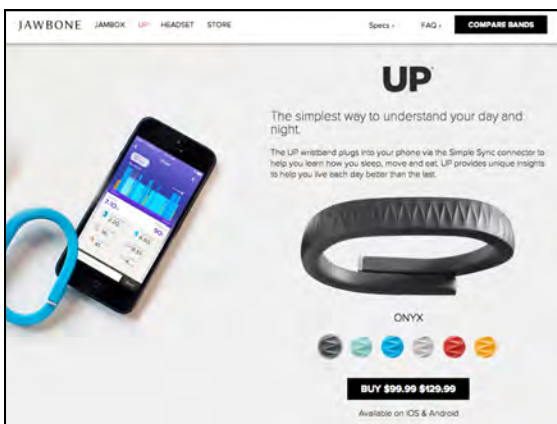 JAWBONE JAMBOX UP HEADSET STORE Specs › FAQ › COMPARE BANDS
UP
The simplest way to understand your day and
night.
The UP wristband plugs into your phone via the Simple Sync connector to
help you learn how you sleep, move and eat. UP provides unique insights
to help you live each day better than the last.
ONYX
BUY $99.99 $129.99
Available on iOS & Android